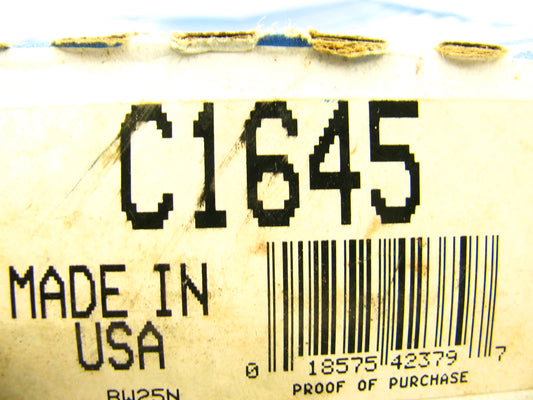 C1645
MADE IN
USA
0 18575 42379 7
PROOF OF PURCHASE
BW25N